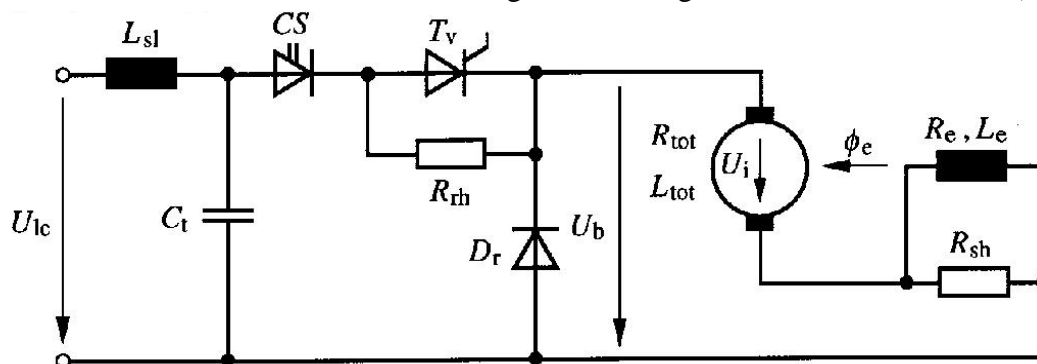 L_sl
CS
T_v
R_rh
U_lc
C_t
D_r
U_b
R_tot
L_tot
U_i
ϕ_e
R_e , L_e
R_sh